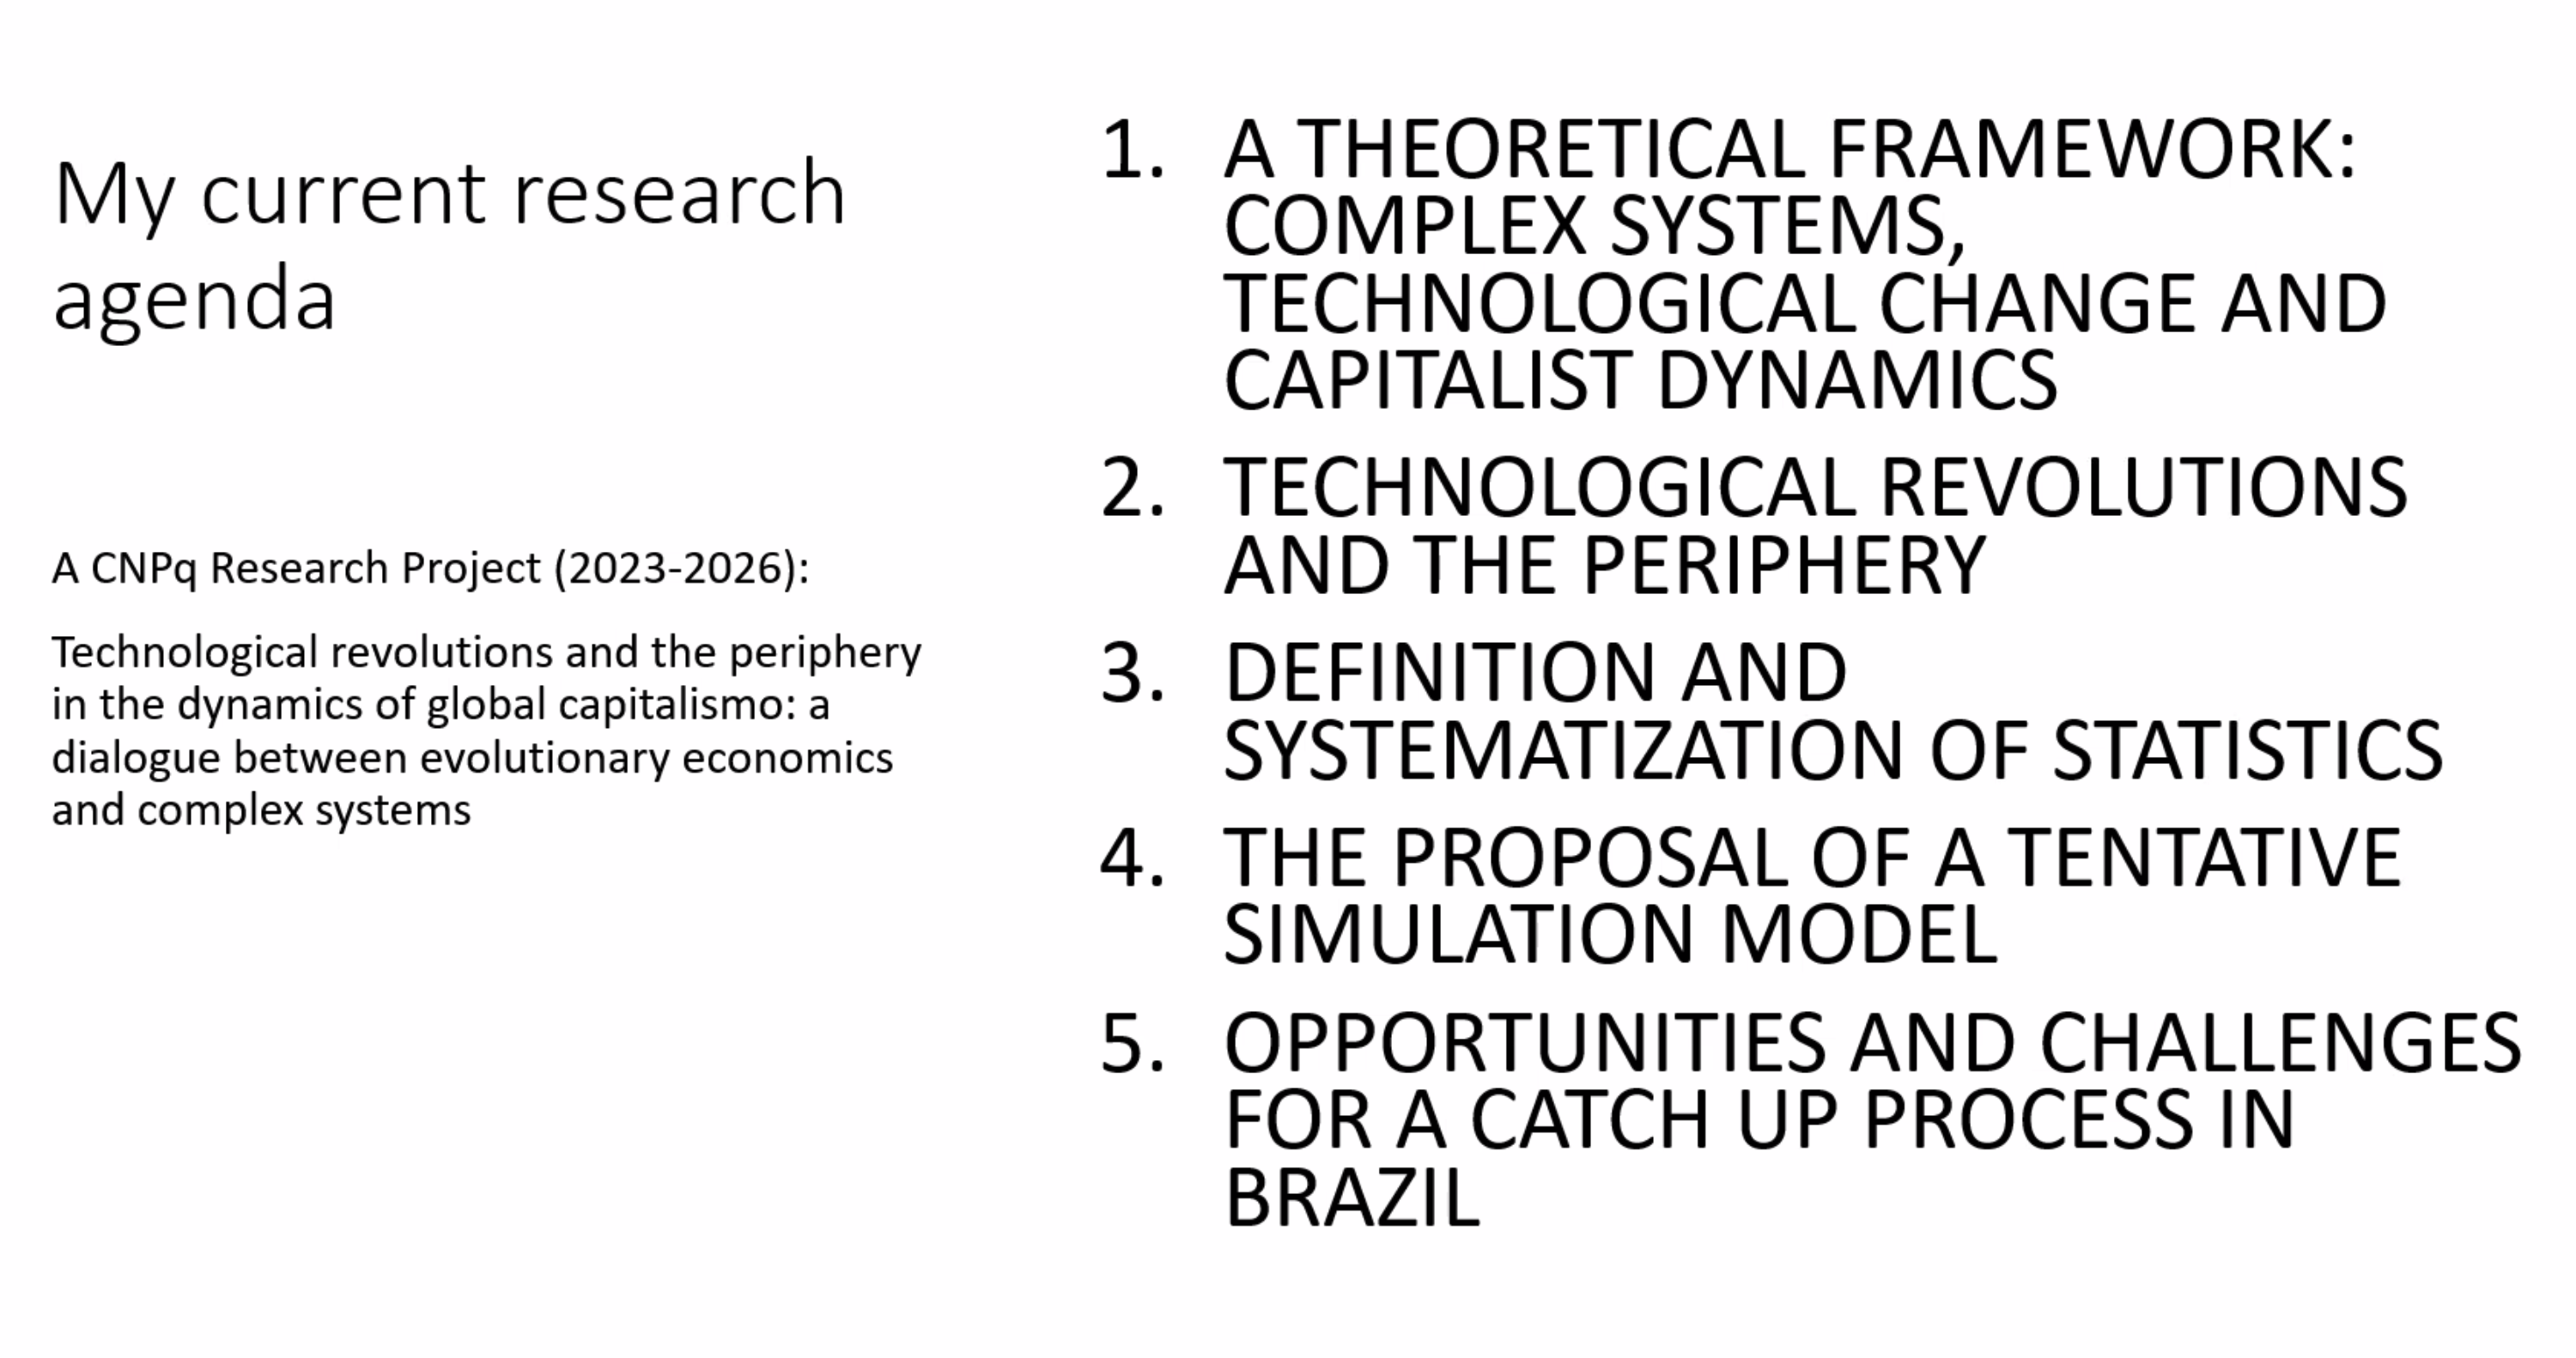 My current research
agenda
A CNPq Research Project (2023-2026):
Technological revolutions and the periphery
in the dynamics of global capitalismo: a
dialogue between evolutionary economics
and complex systems
1. A THEORETICAL FRAMEWORK:
COMPLEX SYSTEMS,
TECHNOLOGICAL CHANGE AND
CAPITALIST DYNAMICS
2. TECHNOLOGICAL REVOLUTIONS
AND THE PERIPHERY
3. DEFINITION AND
SYSTEMATIZATION OF STATISTICS
4. THE PROPOSAL OF A TENTATIVE
SIMULATION MODEL
5. OPPORTUNITIES AND CHALLENGES
FOR A CATCH UP PROCESS IN
BRAZIL